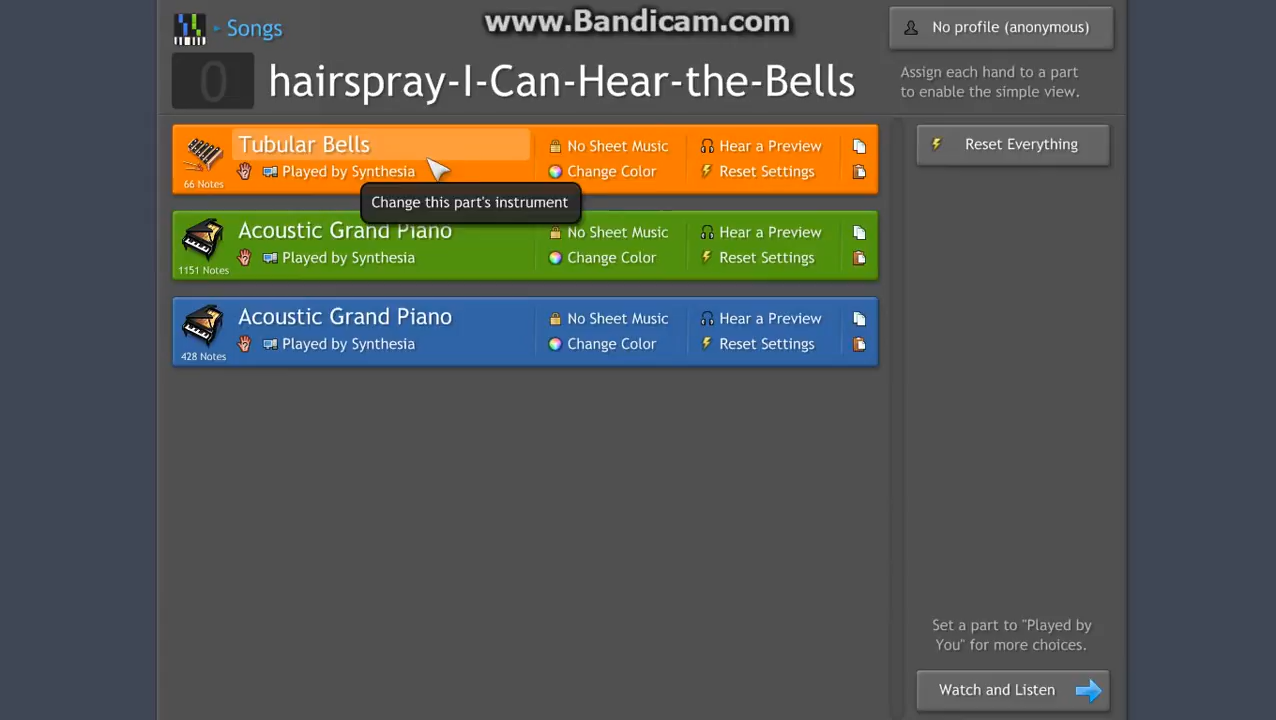 www.Bandicam.com
Songs
No profile (anonymous)
0
hairspray-I-Can-Hear-the-Bells
Assign each hand to a part
to enable the simple view.
Tubular Bells
No Sheet Music
Hear a Preview
66 Notes
Played by Synthesia
Change Color
Reset Settings
Reset Everything
Change this part's instrument
Acoustic Grand Piano
No Sheet Music
Hear a Preview
1151 Notes
Played by Synthesia
Change Color
Reset Settings
Acoustic Grand Piano
No Sheet Music
Hear a Preview
428 Notes
Played by Synthesia
Change Color
Reset Settings
Set a part to "Played by
You" for more choices.
Watch and Listen